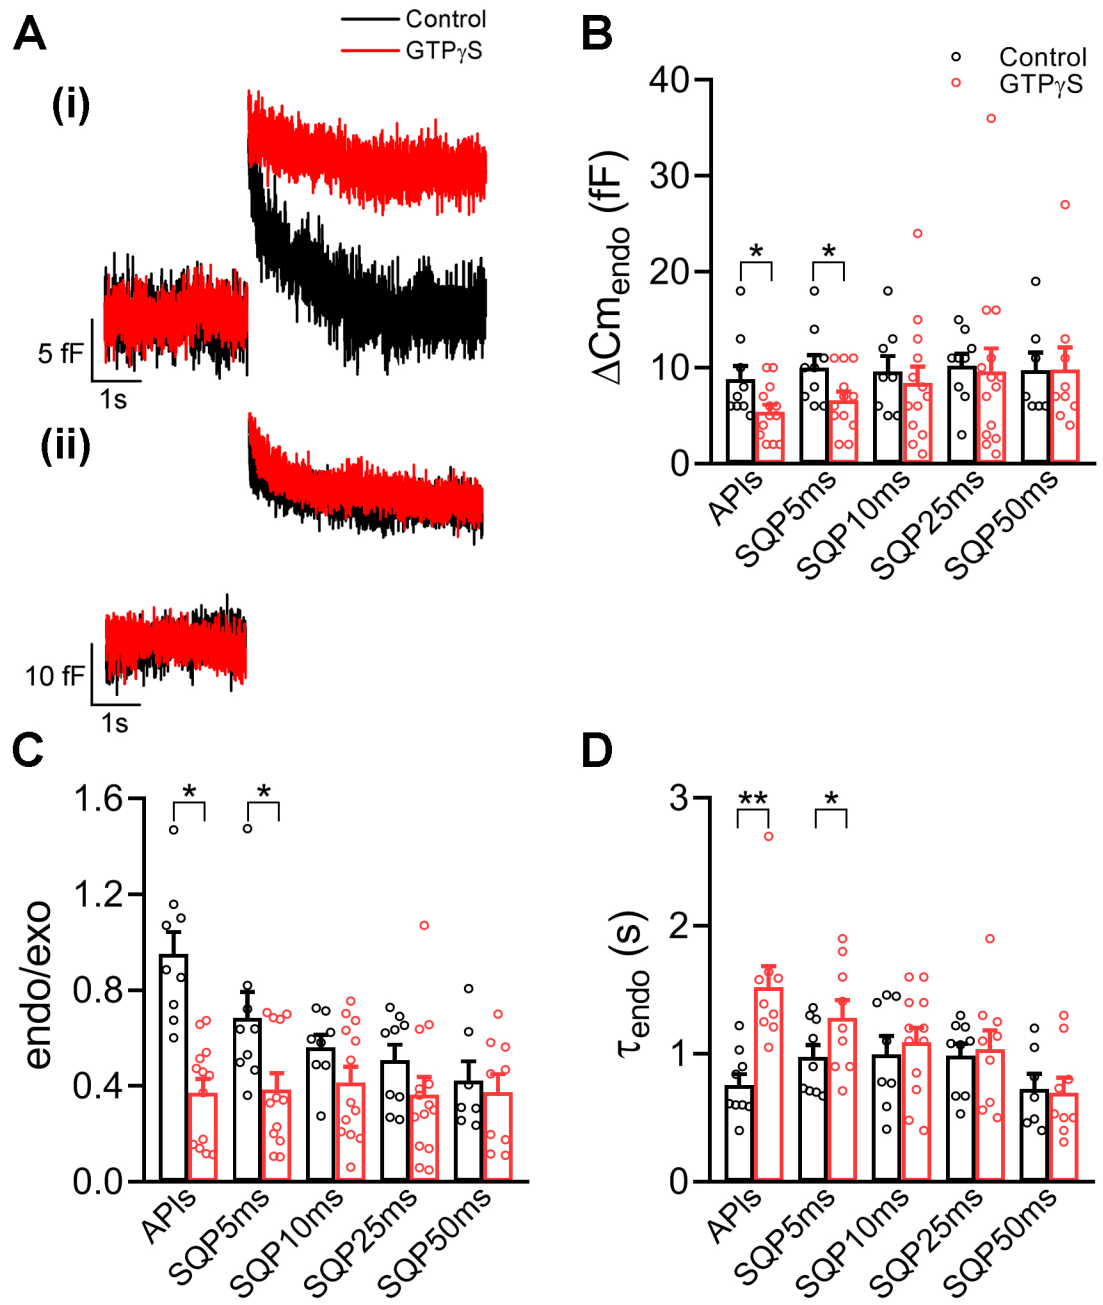 A
Control
GTPγS
(i)
5 fF
1s
(ii)
10 fF
1s
B
Control
GTPγS
ΔCm_endo (fF)
40
30
20
10
0
* *
APls SQP5ms SQP10ms SQP25ms SQP50ms
C
endo/exo
1.6
1.2
0.8
0.4
0.0
* *
APls SQP5ms SQP10ms SQP25ms SQP50ms
D
τ_endo (s)
3
2
1
0
** *
APls SQP5ms SQP10ms SQP25ms SQP50ms